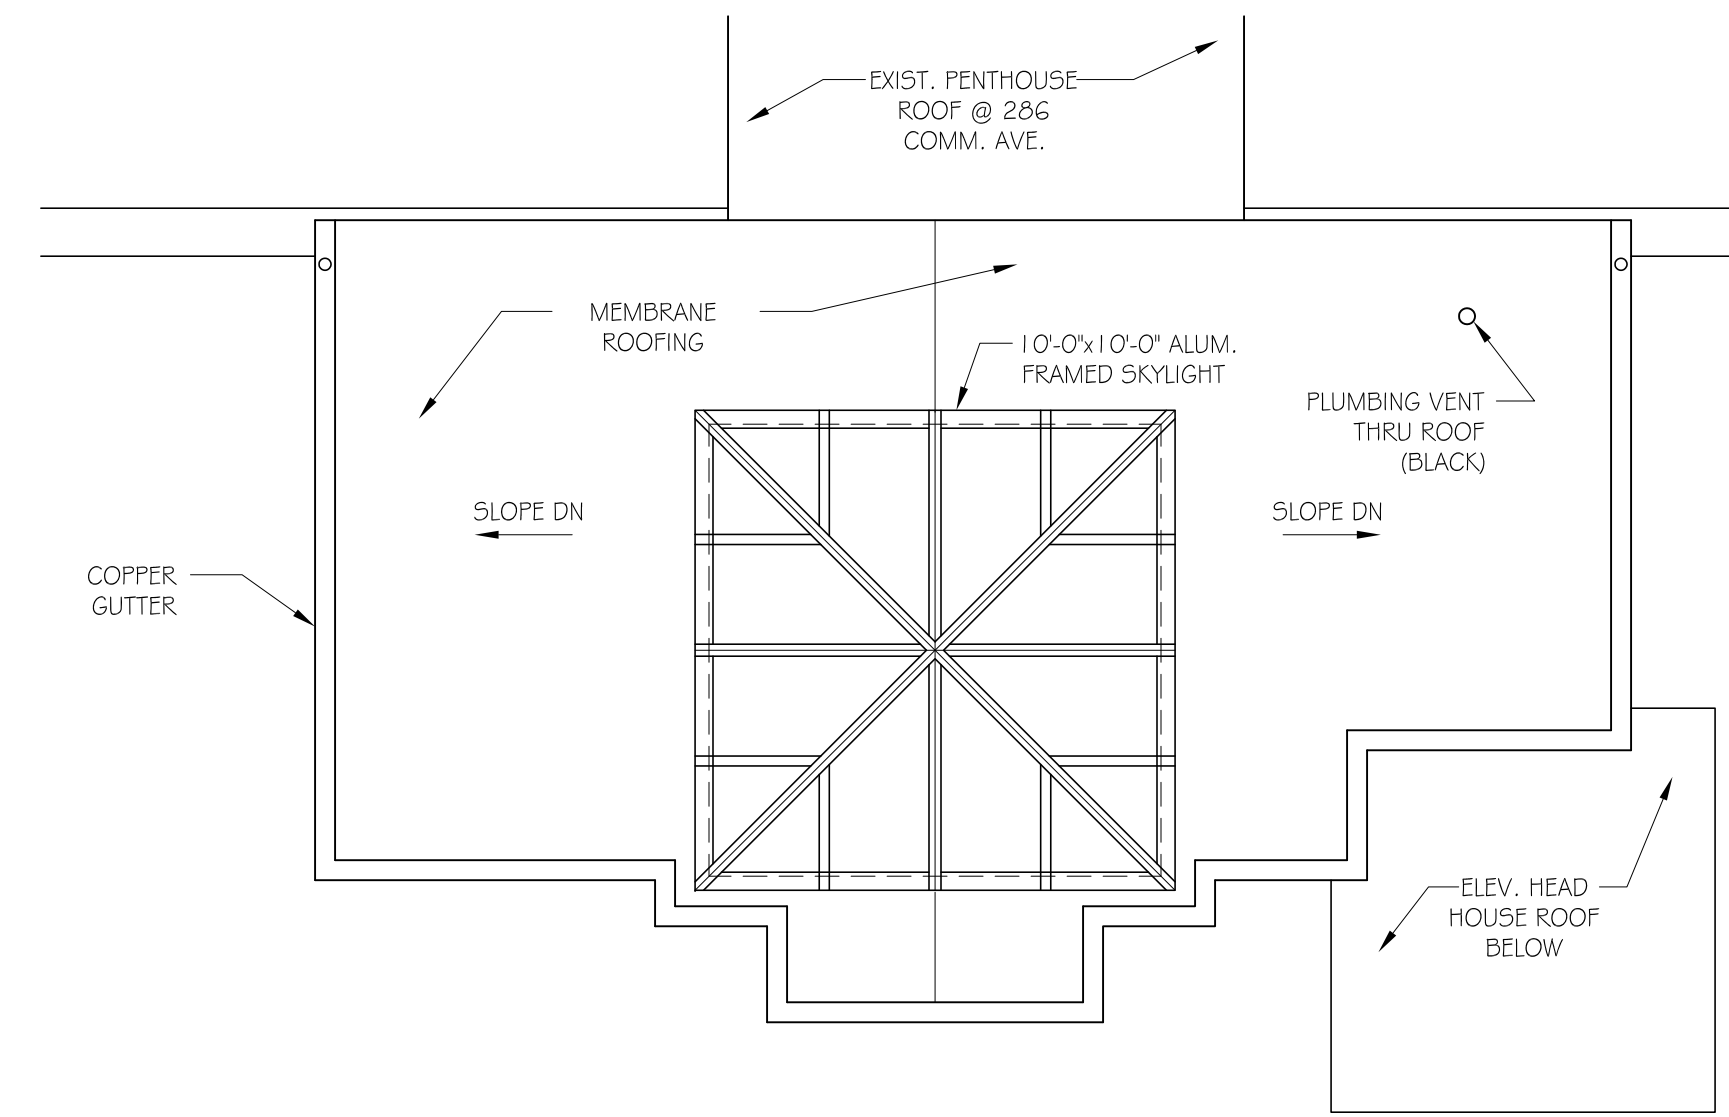 EXIST. PENTHOUSE
ROOF @ 286
COMM. AVE.
MEMBRANE
ROOFING
10'-0"x10'-0" ALUM.
FRAMED SKYLIGHT
PLUMBING VENT
THRU ROOF
(BLACK)
SLOPE DN
SLOPE DN
COPPER
GUTTER
ELEV. HEAD
HOUSE ROOF
BELOW